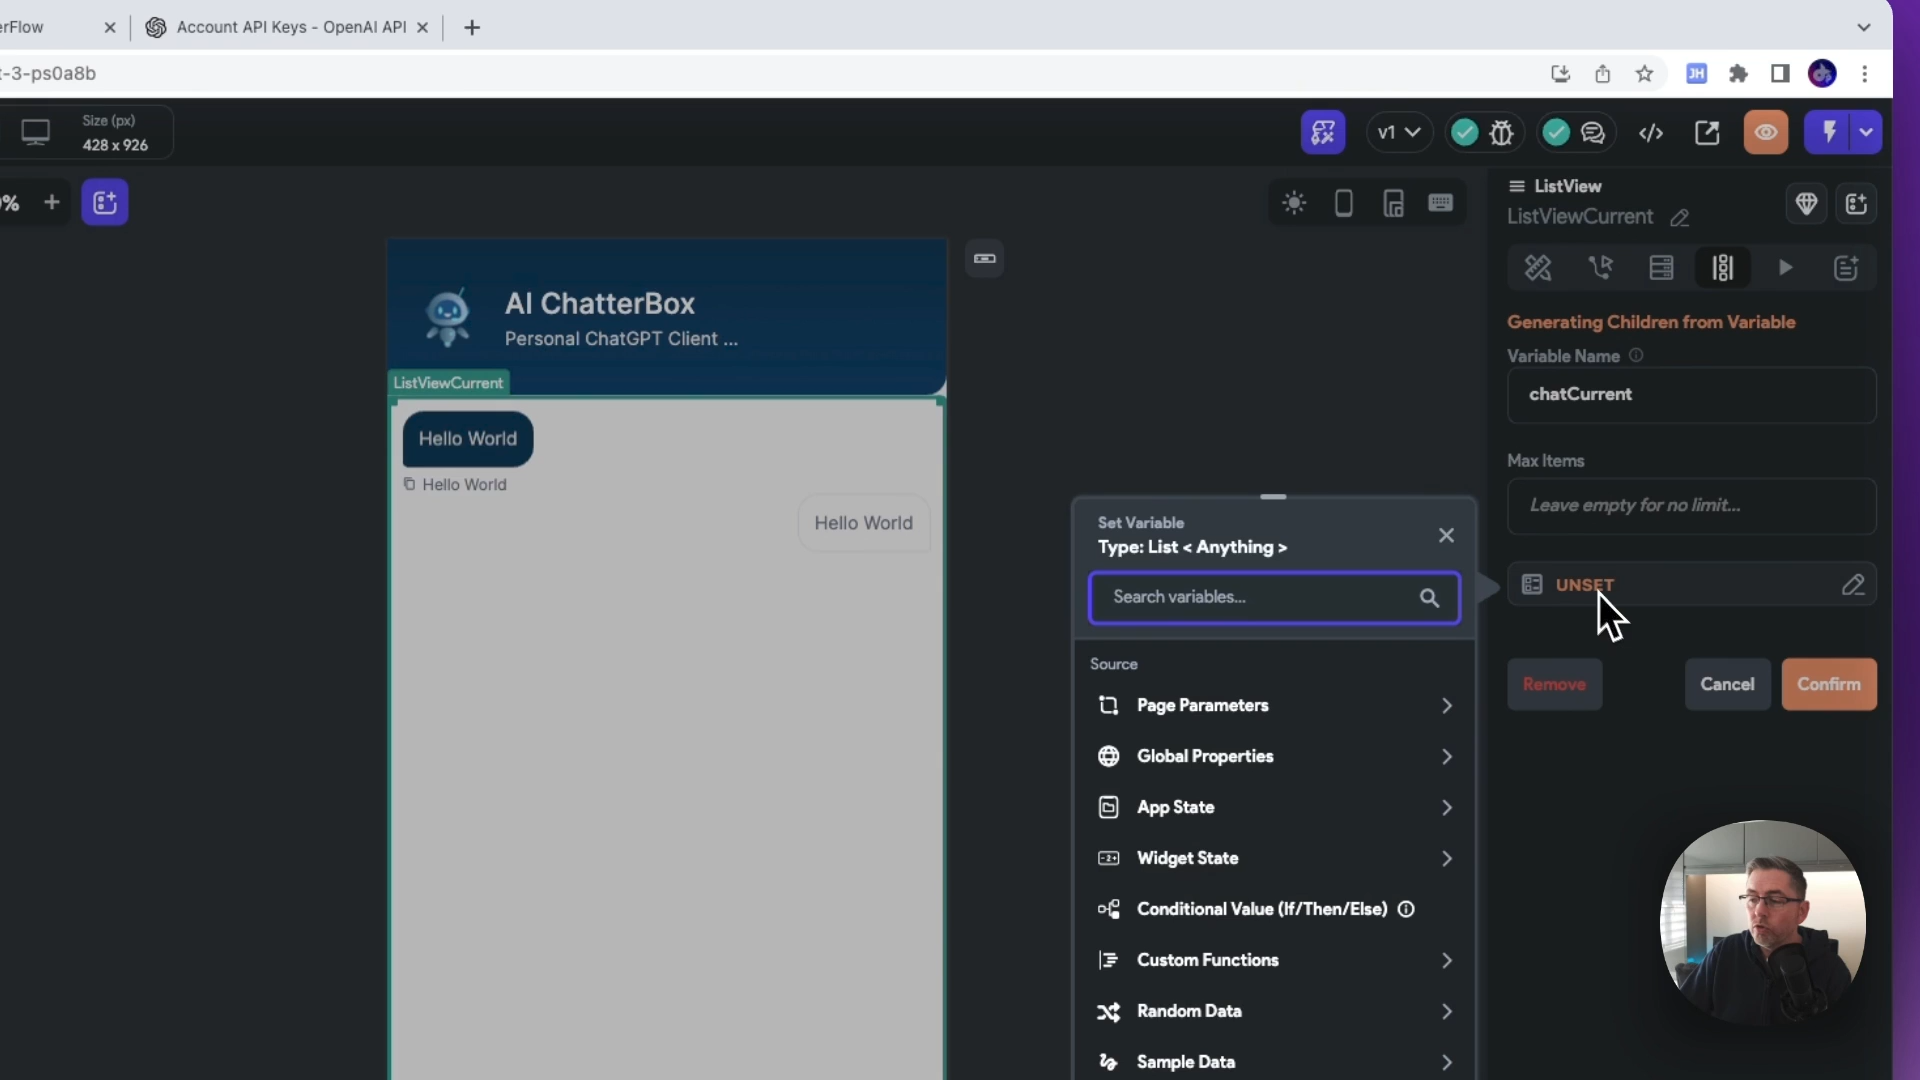 erFlow
Account API Keys - OpenAI API
t-3-ps0a8b
JH
Size (px)
428 x 926
v1
%
ListView
ListViewCurrent
AI ChatterBox
Personal ChatGPT Client ...
ListViewCurrent
Hello World
Hello World
Hello World
Generating Children from Variable
Variable Name
chatCurrent
Max Items
Leave empty for no limit...
UNSET
Remove
Cancel
Confirm
Set Variable
Type: List < Anything >
Search variables...
Source
Page Parameters
Global Properties
App State
Widget State
Conditional Value (If/Then/Else)
Custom Functions
Random Data
Sample Data